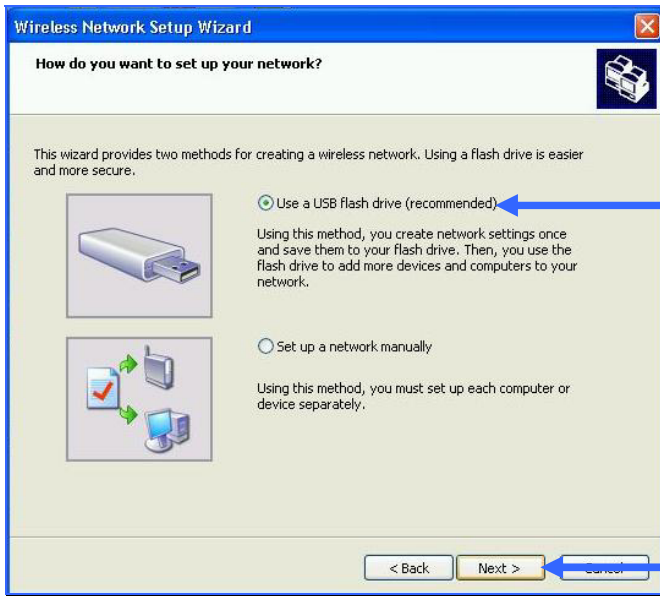 Wireless Network Setup Wizard
How do you want to set up your network?
This wizard provides two methods for creating a wireless network. Using a flash drive is easier
and more secure.
Use a USB flash drive (recommended)
Using this method, you create network settings once
and save them to your flash drive. Then, you use the
flash drive to add more devices and computers to your
network.
Set up a network manually
Using this method, you must set up each computer or
device separately.
< Back
Next >
Cancel